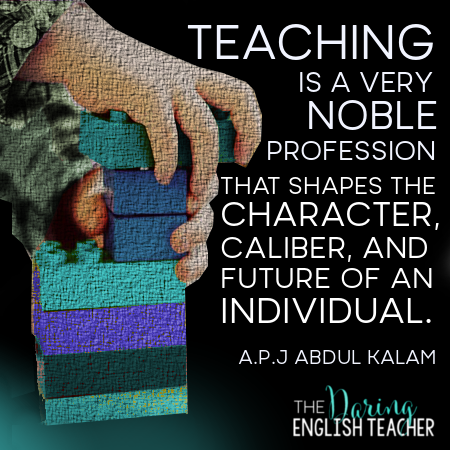 TEACHING
IS A VERY
NOBLE
PROFESSION
THAT SHAPES THE
CHARACTER,
CALIBER, AND
FUTURE OF AN
INDIVIDUAL.
A.P.J ABDUL KALAM
THE Daring
ENGLISH TEACHER